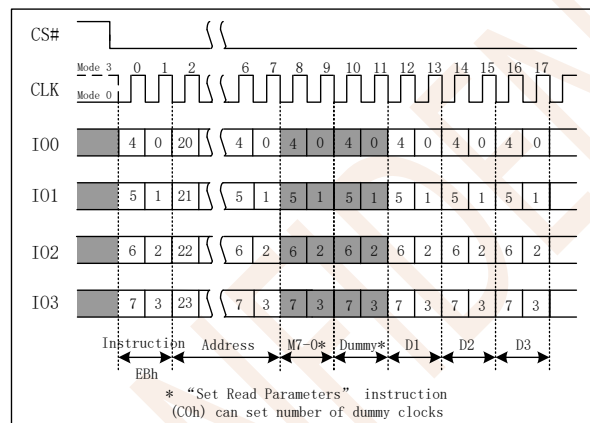 CS#
Mode 3 0 1 2 6 7 8 9 10 11 12 13 14 15 16 17
CLK
Mode 0
IO0 4 0 20 4 0 4 0 4 0 4 0 4 0 4 0
IO1 5 1 21 5 1 5 1 5 1 5 1 5 1 5 1
IO2 6 2 22 6 2 6 2 6 2 6 2 6 2 6 2
IO3 7 3 23 7 3 7 3 7 3 7 3 7 3 7 3
Instruction Address M7-0* Dummy* D1 D2 D3
EBh
* “Set Read Parameters” instruction
(C0h) can set number of dummy clocks